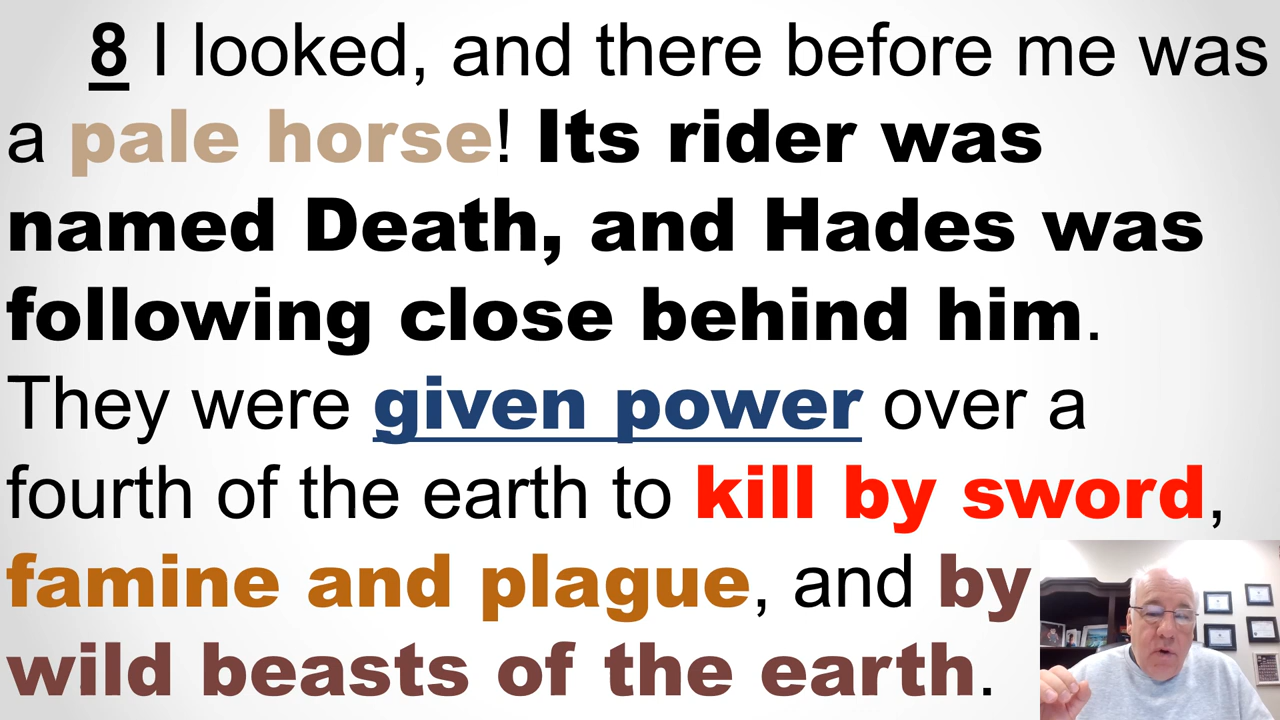 8 I looked, and there before me was
a pale horse! Its rider was
named Death, and Hades was
following close behind him.
They were given power over a
fourth of the earth to kill by sword,
famine and plague, and by
wild beasts of the earth.